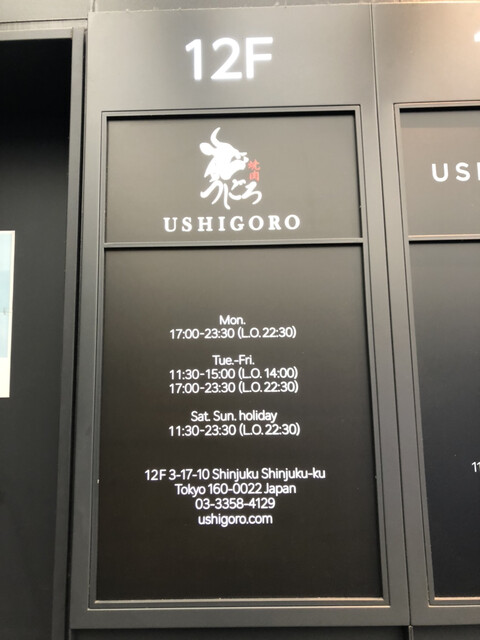 12F
焼肉
うしごろ
USHIGORO
Mon.
17:00-23:30 (L.O.22:30)
Tue.-Fri.
11:30-15:00 (L.O.14:00)
17:00-23:30 (L.O.22:30)
Sat. Sun. holiday
11:30-23:30 (L.O.22:30)
12F 3-17-10 Shinjuku Shinjuku-ku
Tokyo 160-0022 Japan
03-3358-4129
ushigoro.com
US